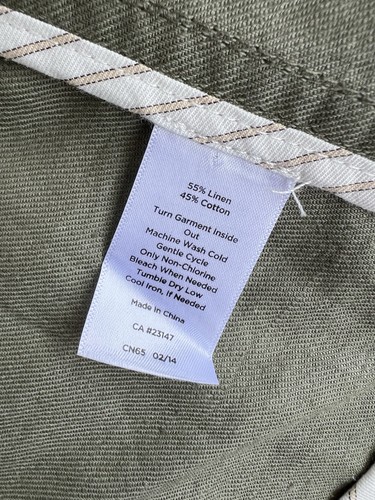 55% Linen
45% Cotton
Turn Garment Inside
Out
Machine Wash Cold
Gentle Cycle
Only Non-Chlorine
Bleach When Needed
Tumble Dry Low
Cool Iron, If Needed
Made In China
CA #23147
CN65 02/14